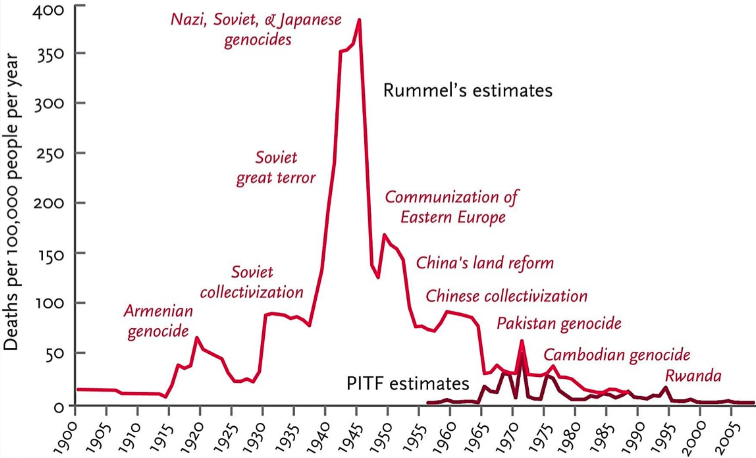 Deaths per 100,000 people per year
400
350
300
250
200
150
100
50
0
Nazi, Soviet, & Japanese
genocides
Rummel's estimates
Soviet
great terror
Communization of
Eastern Europe
China's land reform
Soviet
collectivization
Chinese collectivization
Armenian
genocide
Pakistan genocide
Cambodian genocide
Rwanda
PITF estimates
1900
1905
1910
1915
1920
1925
1930
1935
1940
1945
1950
1955
1960
1965
1970
1975
1980
1985
1990
1995
2000
2005